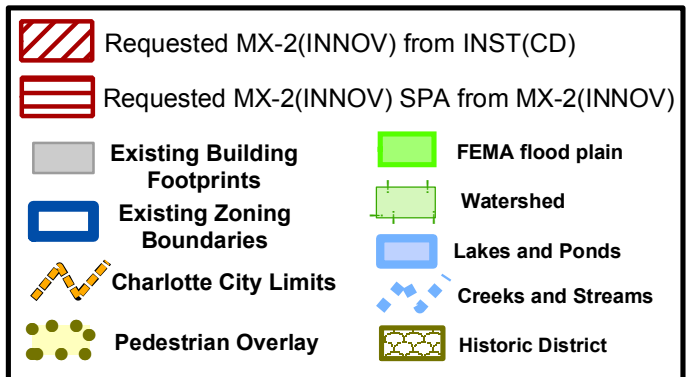 Requested MX-2(INNOV) from INST(CD)
Requested MX-2(INNOV) SPA from MX-2(INNOV)
Existing Building
Footprints
Existing Zoning
Boundaries
Charlotte City Limits
Pedestrian Overlay
FEMA flood plain
Watershed
Lakes and Ponds
Creeks and Streams
Historic District